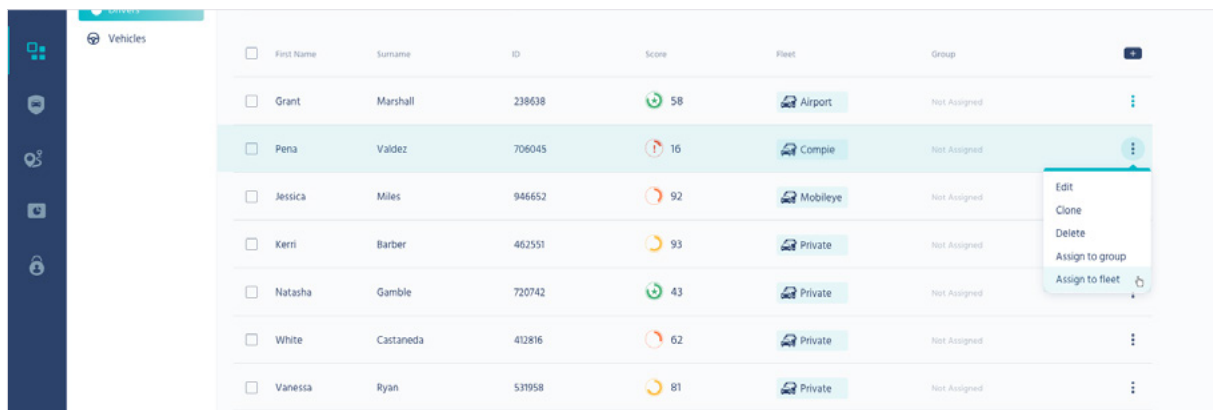 Drivers
Vehicles
First Name Surname ID Score Fleet Group
Grant Marshall 238638 58 Airport Not Assigned
Pena Valdez 706045 16 Compie Not Assigned
Jessica Miles 946652 92 Mobileye Not Assigned
Kerri Barber 462551 93 Private Not Assigned
Natasha Gamble 720742 43 Private Not Assigned
White Castaneda 412816 62 Private Not Assigned
Vanessa Ryan 531958 81 Private Not Assigned
Edit
Clone
Delete
Assign to group
Assign to fleet